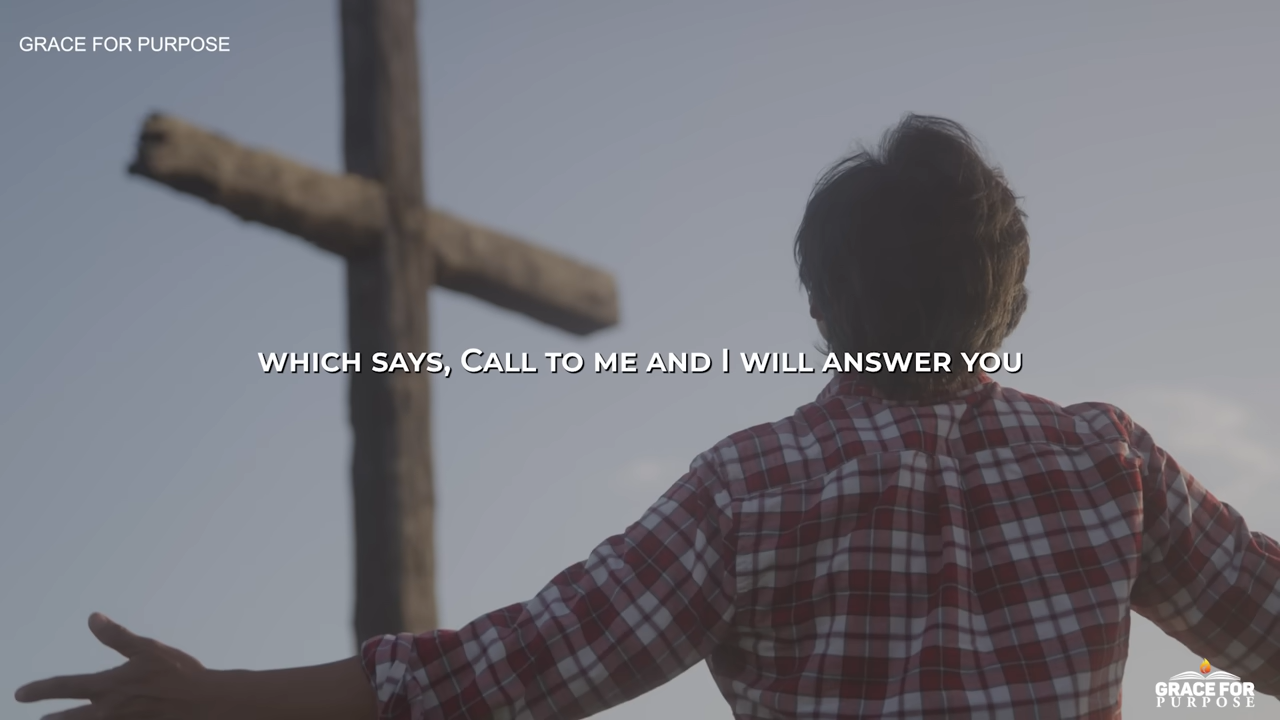 GRACE FOR PURPOSE
WHICH SAYS, CALL TO ME AND I WILL ANSWER YOU
GRACE FOR
PURPOSE